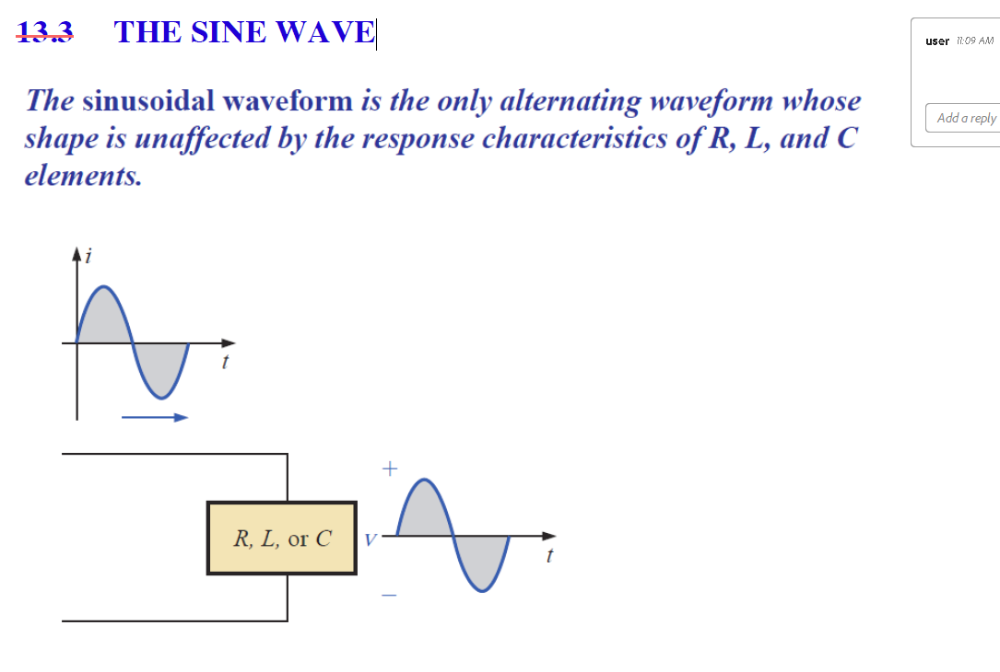 13.3 THE SINE WAVE
user 11:09 AM
Add a reply
The sinusoidal waveform is the only alternating waveform whose
shape is unaffected by the response characteristics of R, L, and C
elements.
i
t
+
R, L, or C
v
t
−